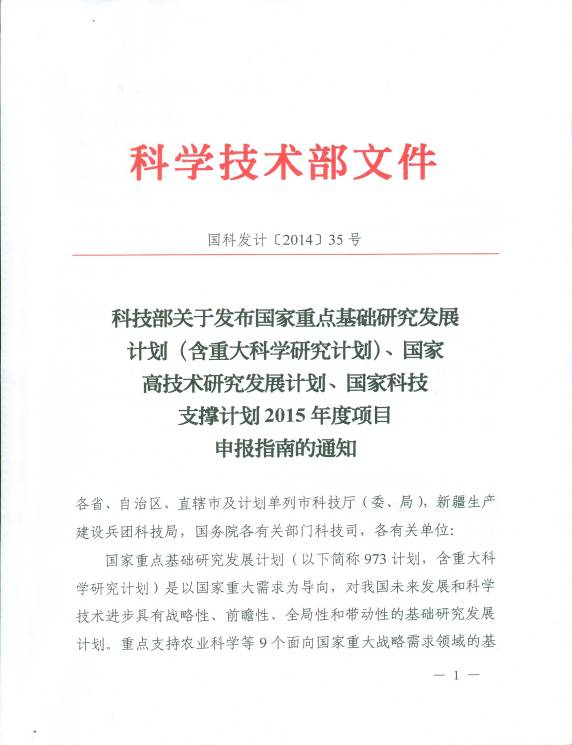 科学技术部文件
国科发计〔2014〕35 号
科技部关于发布国家重点基础研究发展
计划（含重大科学研究计划）、国家
高技术研究发展计划、国家科技
支撑计划 2015 年度项目
申报指南的通知
各省、自治区、直辖市及计划单列市科技厅（委、局），新疆生产
建设兵团科技局，国务院各有关部门科技司，各有关单位：
国家重点基础研究发展计划（以下简称 973 计划，含重大科
学研究计划）是以国家重大需求为导向，对我国未来发展和科学
技术进步具有战略性、前瞻性、全局性和带动性的基础研究发展
计划。重点支持农业科学等 9 个面向国家重大战略需求领域的基
— 1 —